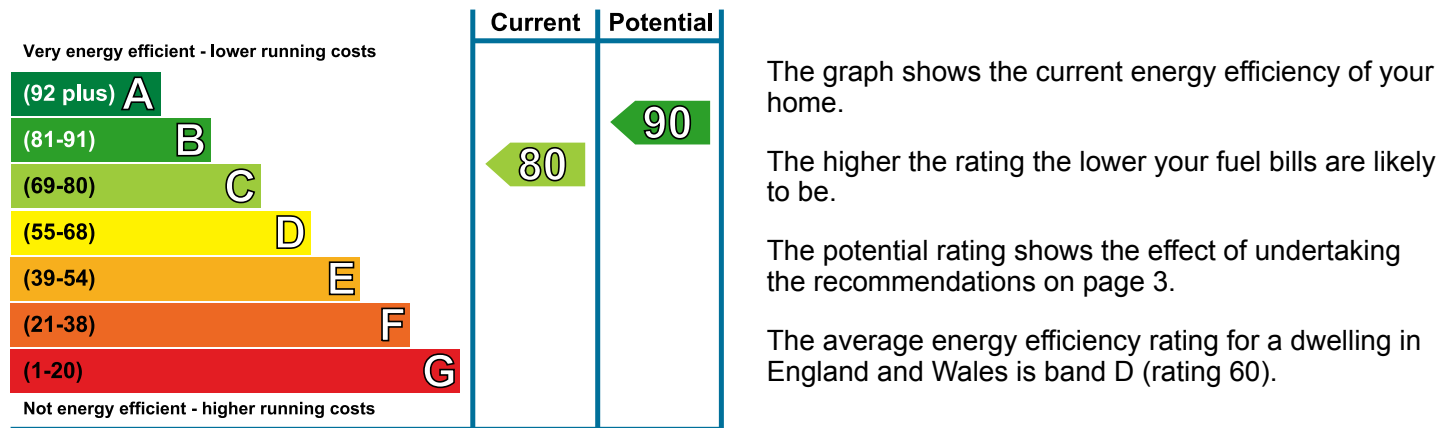 Current Potential
Very energy efficient - lower running costs
(92 plus) A
(81-91) B
(69-80) C
(55-68) D
(39-54) E
(21-38) F
(1-20) G
Not energy efficient - higher running costs
80
90
The graph shows the current energy efficiency of your
home.
The higher the rating the lower your fuel bills are likely
to be.
The potential rating shows the effect of undertaking
the recommendations on page 3.
The average energy efficiency rating for a dwelling in
England and Wales is band D (rating 60).